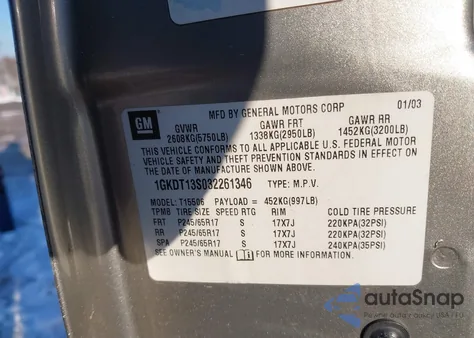 GM
MFD BY GENERAL MOTORS CORP 01/03
GVWR GAWR FRT GAWR RR
2608KG(5750LB) 1338KG(2950LB) 1452KG(3200LB)
THIS VEHICLE CONFORMS TO ALL APPLICABLE U.S. FEDERAL MOTOR
VEHICLE SAFETY AND THEFT PREVENTION STANDARDS IN EFFECT ON
THE DATE OF MANUFACTURE SHOWN ABOVE.
1GKDT13S032261346 TYPE: M.P.V.
MODEL: T15506 PAYLOAD = 452KG(997LB)
TPMB TIRE SIZE SPEED RTG RIM COLD TIRE PRESSURE
FRT P245/65R17 S 17X7J 220KPA(32PSI)
RR P245/65R17 S 17X7J 220KPA(32PSI)
SPA P245/65R17 S 17X7J 240KPA(35PSI)
SEE OWNER'S MANUAL FOR MORE INFORMATION.
autoSnap